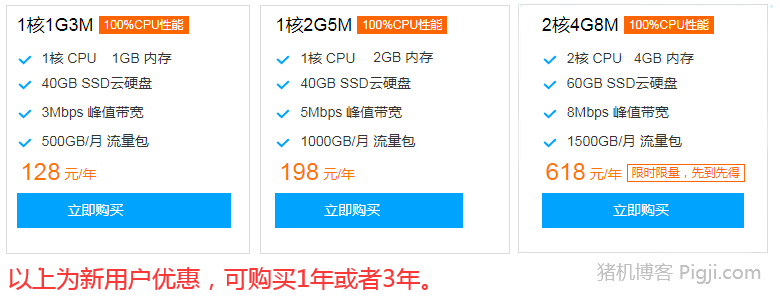 1核1G3M 100%CPU性能
1核 CPU 1GB 内存
40GB SSD云硬盘
3Mbps 峰值带宽
500GB/月 流量包
128 元/年
立即购买
1核2G5M 100%CPU性能
1核 CPU 2GB 内存
40GB SSD云硬盘
5Mbps 峰值带宽
1000GB/月 流量包
198 元/年
立即购买
2核4G8M 100%CPU性能
2核 CPU 4GB 内存
60GB SSD云硬盘
8Mbps 峰值带宽
1500GB/月 流量包
618 元/年 限时限量，先到先得
立即购买
以上为新用户优惠，可购买1年或者3年。
猪机博客 Pigji.com